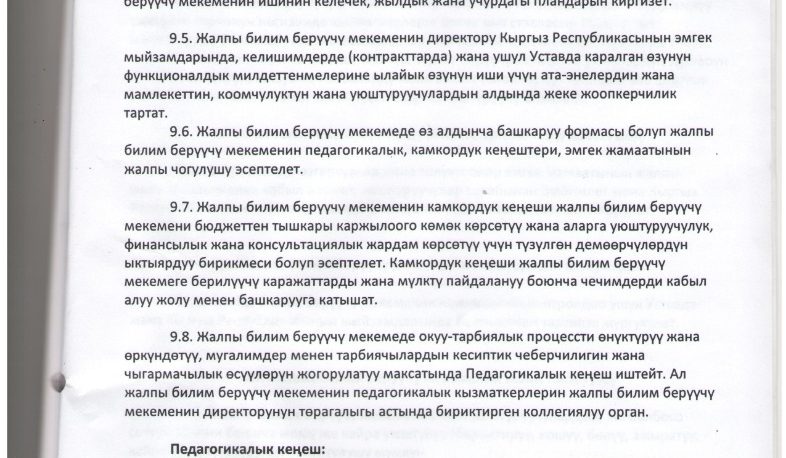 берүүчү мекеменин ишинин келечек, жылдык жана учурдагы пландарын киргизет.
9.5. Жалпы билим берүүчү мекеменин директору Кыргыз Республикасынын эмгек
мыйзамдарында, келишимдерде (контракттарда) жана ушул Уставда каралган өзүнүн
функционалдык милдеттенмелерине ылайык өзүнүн иши үчүн ата-энелердин жана
мамлекеттин, коомчулуктун жана уюштуруучулардын алдында жеке жоопкерчилик
тартат.
9.6. Жалпы билим берүүчү мекемеде өз алдынча башкаруу формасы болуп жалпы
билим берүүчү мекеменин педагогикалык, камкордук кеңештери, эмгек жамаатынын
жалпы чогулушу эсептелет.
9.7. Жалпы билим берүүчү мекеменин камкордук кеңеши жалпы билим берүүчү
мекемени бюджеттен тышкары каржылоого көмөк көрсөтүү жана аларга уюштуруучулук,
финансылык жана консультациялык жардам көрсөтүү үчүн түзүлгөн демөөрчүлөрдүн
ыктыярдуу бирикмеси болуп эсептелет. Камкордук кеңеши жалпы билим берүүчү
мекемеге берилүүчү каражаттарды жана мүлктү пайдалануу боюнча чечимдерди кабыл
алуу жолу менен башкарууга катышат.
9.8. Жалпы билим берүүчү мекемеде окуу-тарбиялык процессти өнүктүрүү жана
өркүндөтүү, мугалимдер менен тарбиячылардын кесиптик чеберчилигин жана
чыгармачылык өсүүлөрүн жогорулатуу максатында Педагогикалык кеңеш иштейт. Ал
жалпы билим берүүчү мекеменин педагогикалык кызматкерлерин жалпы билим берүүчү
мекеменин директорунун төрагалыгы астында бириктирген коллегиялуу орган.
Педагогикалык кеңеш: